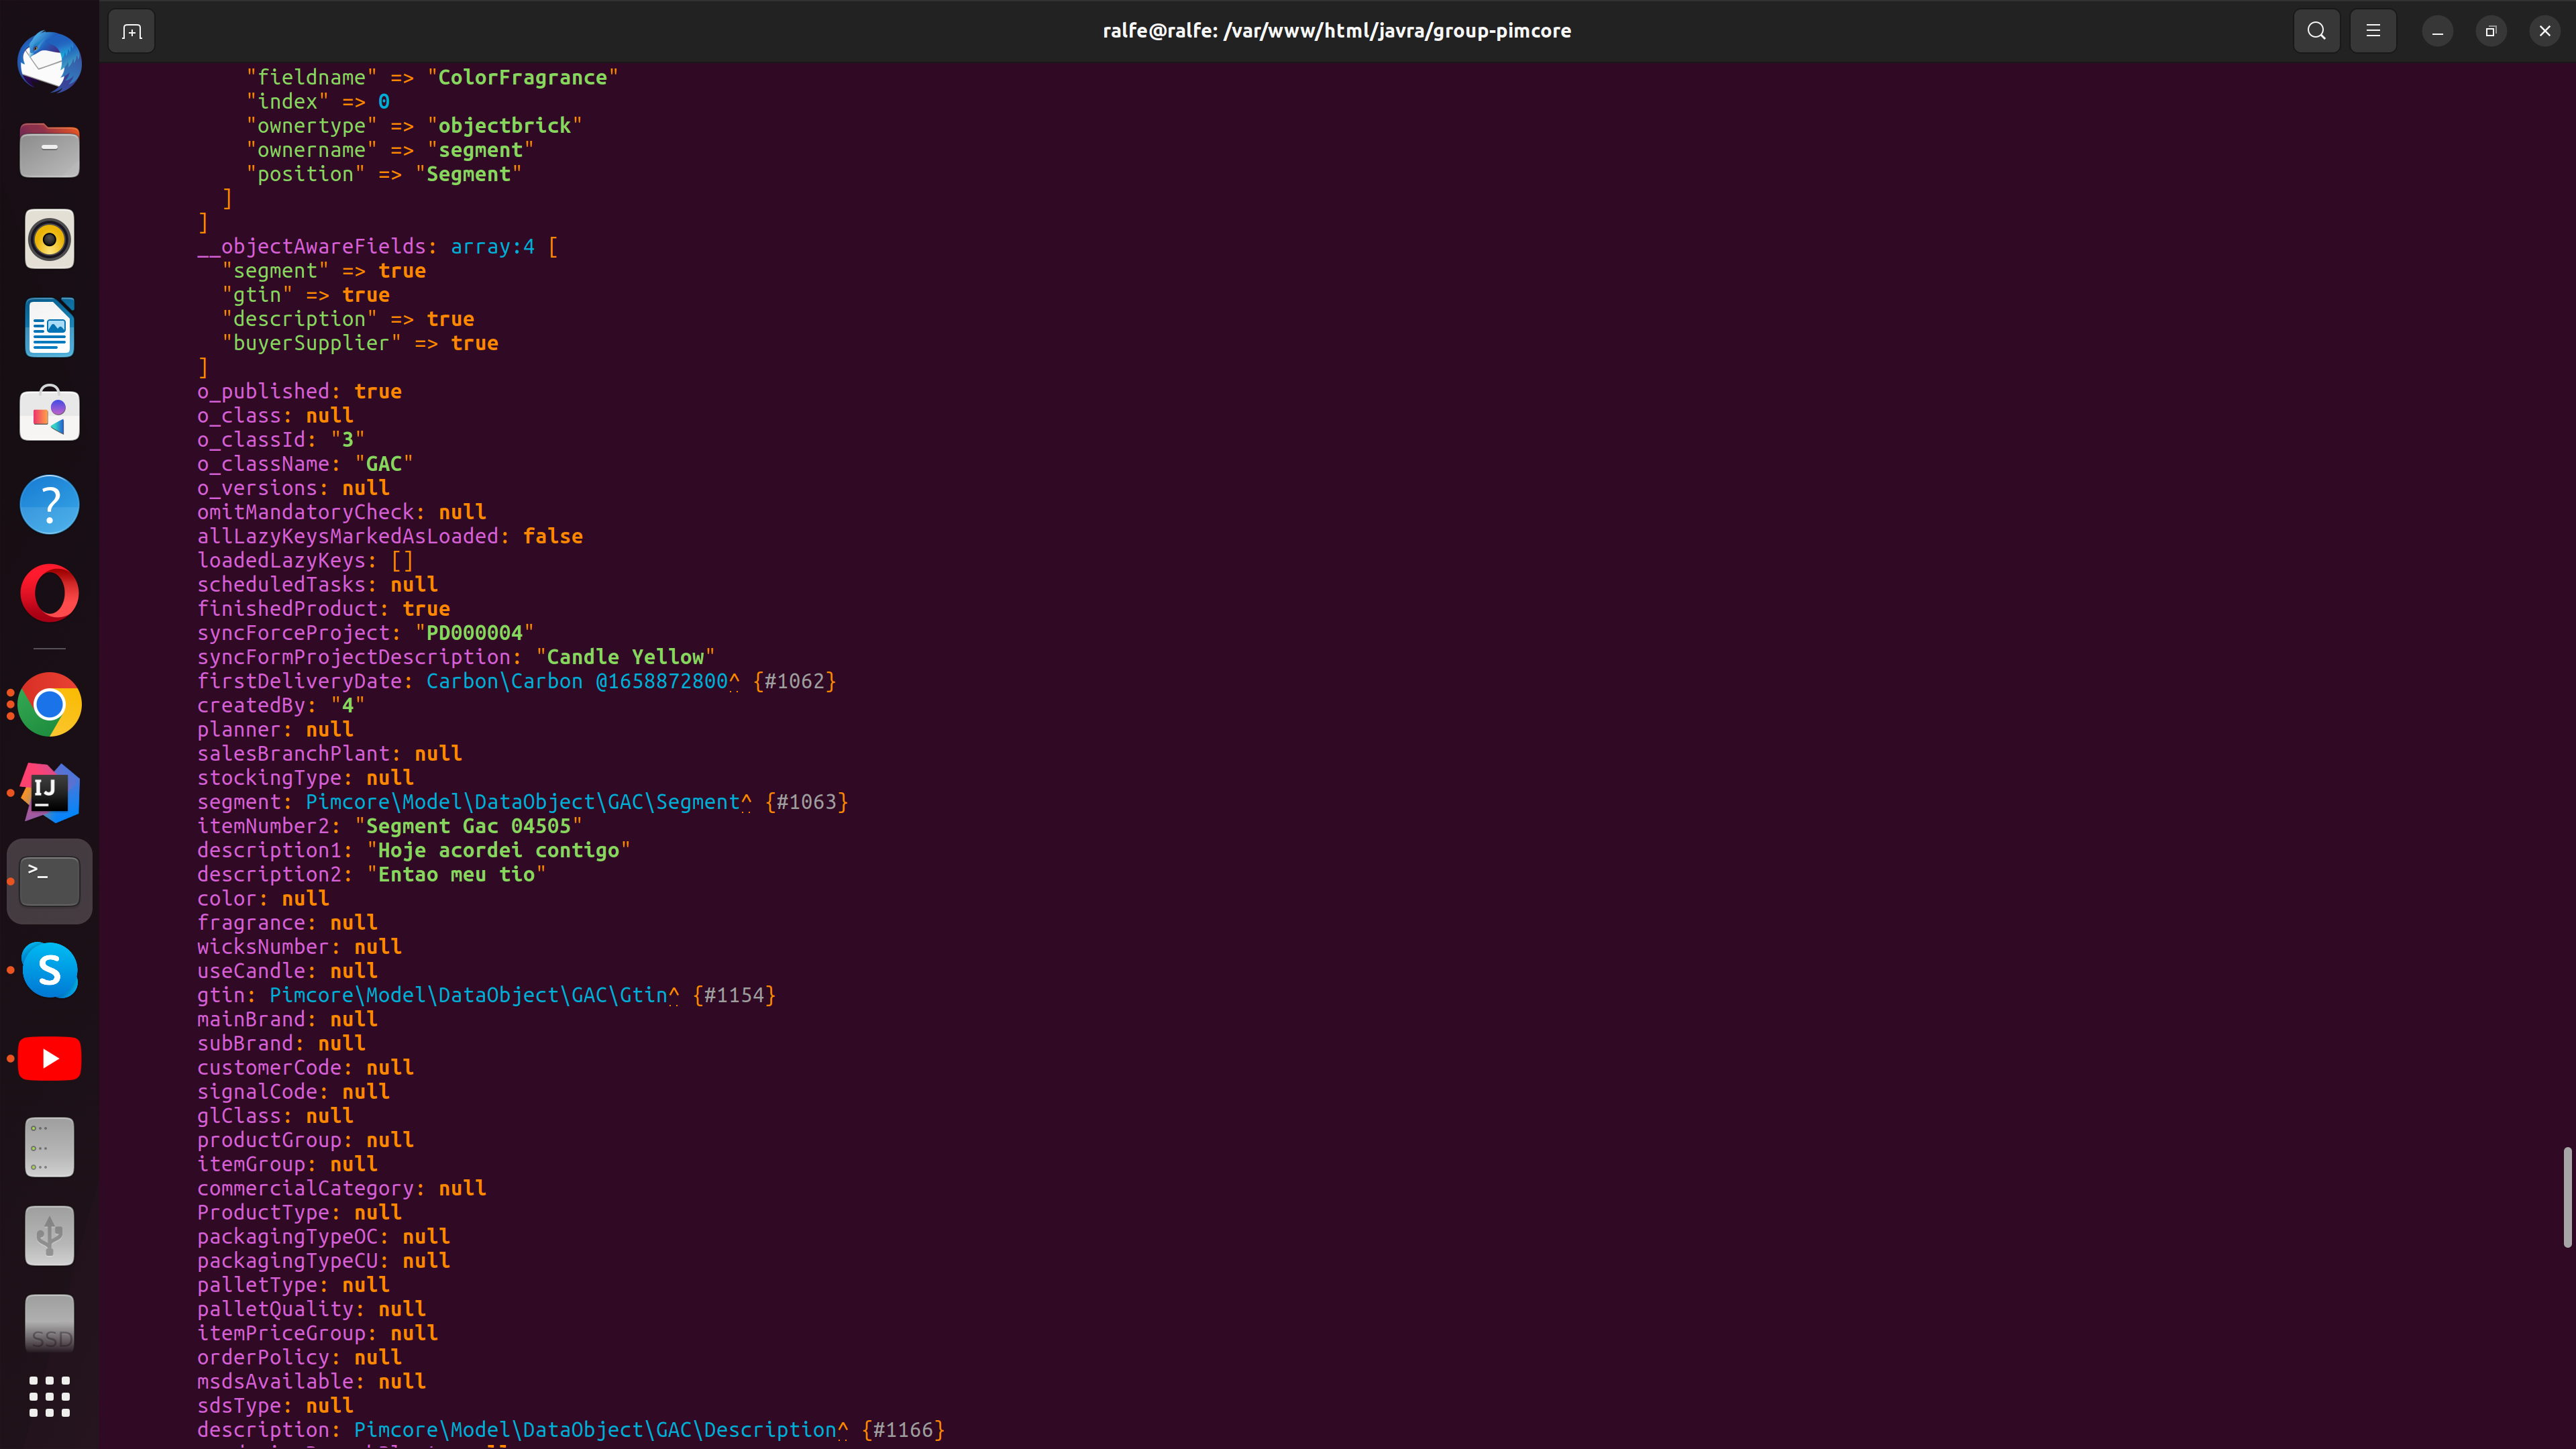 ralfe@ralfe: /var/www/html/javra/group-pimcore
"fieldname" => "ColorFragrance"
"index" => 0
"ownertype" => "objectbrick"
"ownername" => "segment"
"position" => "Segment"
]
]
__objectAwareFields: array:4 [
"segment" => true
"gtin" => true
"description" => true
"buyerSupplier" => true
]
o_published: true
o_class: null
o_classId: "3"
o_className: "GAC"
o_versions: null
omitMandatoryCheck: null
allLazyKeysMarkedAsLoaded: false
loadedLazyKeys: []
scheduledTasks: null
finishedProduct: true
syncForceProject: "PD000004"
syncFormProjectDescription: "Candle Yellow"
firstDeliveryDate: Carbon\Carbon @1658872800^ {#1062}
createdBy: "4"
planner: null
salesBranchPlant: null
stockingType: null
segment: Pimcore\Model\DataObject\GAC\Segment^ {#1063}
itemNumber2: "Segment Gac 04505"
description1: "Hoje acordei contigo"
description2: "Entao meu tio"
color: null
fragrance: null
wicksNumber: null
useCandle: null
gtin: Pimcore\Model\DataObject\GAC\Gtin^ {#1154}
mainBrand: null
subBrand: null
customerCode: null
signalCode: null
glClass: null
productGroup: null
itemGroup: null
commercialCategory: null
ProductType: null
packagingTypeOC: null
packagingTypeCU: null
palletType: null
palletQuality: null
itemPriceGroup: null
orderPolicy: null
msdsAvailable: null
sdsType: null
description: Pimcore\Model\DataObject\GAC\Description^ {#1166}
?
IJ
>_
S
SSD